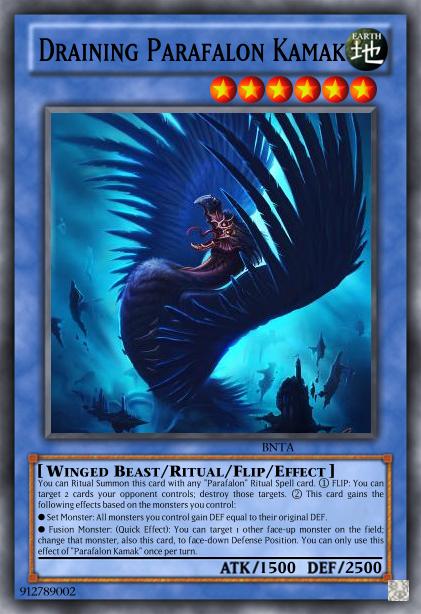 DRAINING PARAFALON KAMAK
EARTH
地
BNTA
[ WINGED BEAST/RITUAL/FLIP/EFFECT ]
You can Ritual Summon this card with any "Parafalon" Ritual Spell card. ① FLIP: You can
target 2 cards your opponent controls; destroy those targets. ② This card gains the
following effects based on the monsters you control:
● Set Monster: All monsters you control gain DEF equal to their original DEF.
● Fusion Monster: (Quick Effect): You can target 1 other face-up monster on the field;
change that monster, also this card, to face-down Defense Position. You can only use this
effect of "Parafalon Kamak" once per turn.
ATK/1500 DEF/2500
912789002